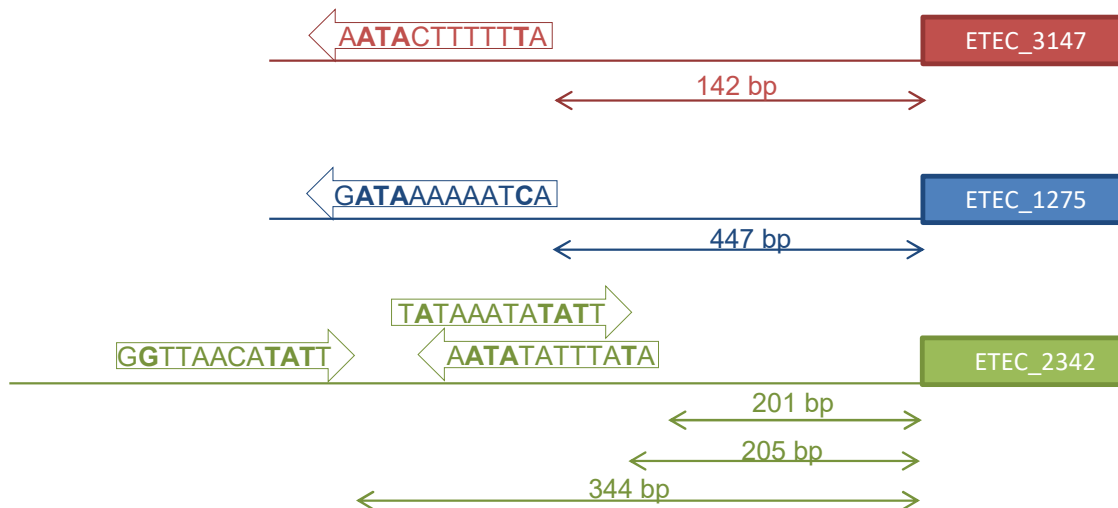 AATACTTTTTTA
ETEC_3147
142 bp
GATAAAAAATCA
ETEC_1275
447 bp
TATAAATATATT
GGTTAACATATT
AATATATTTATA
ETEC_2342
201 bp
205 bp
344 bp